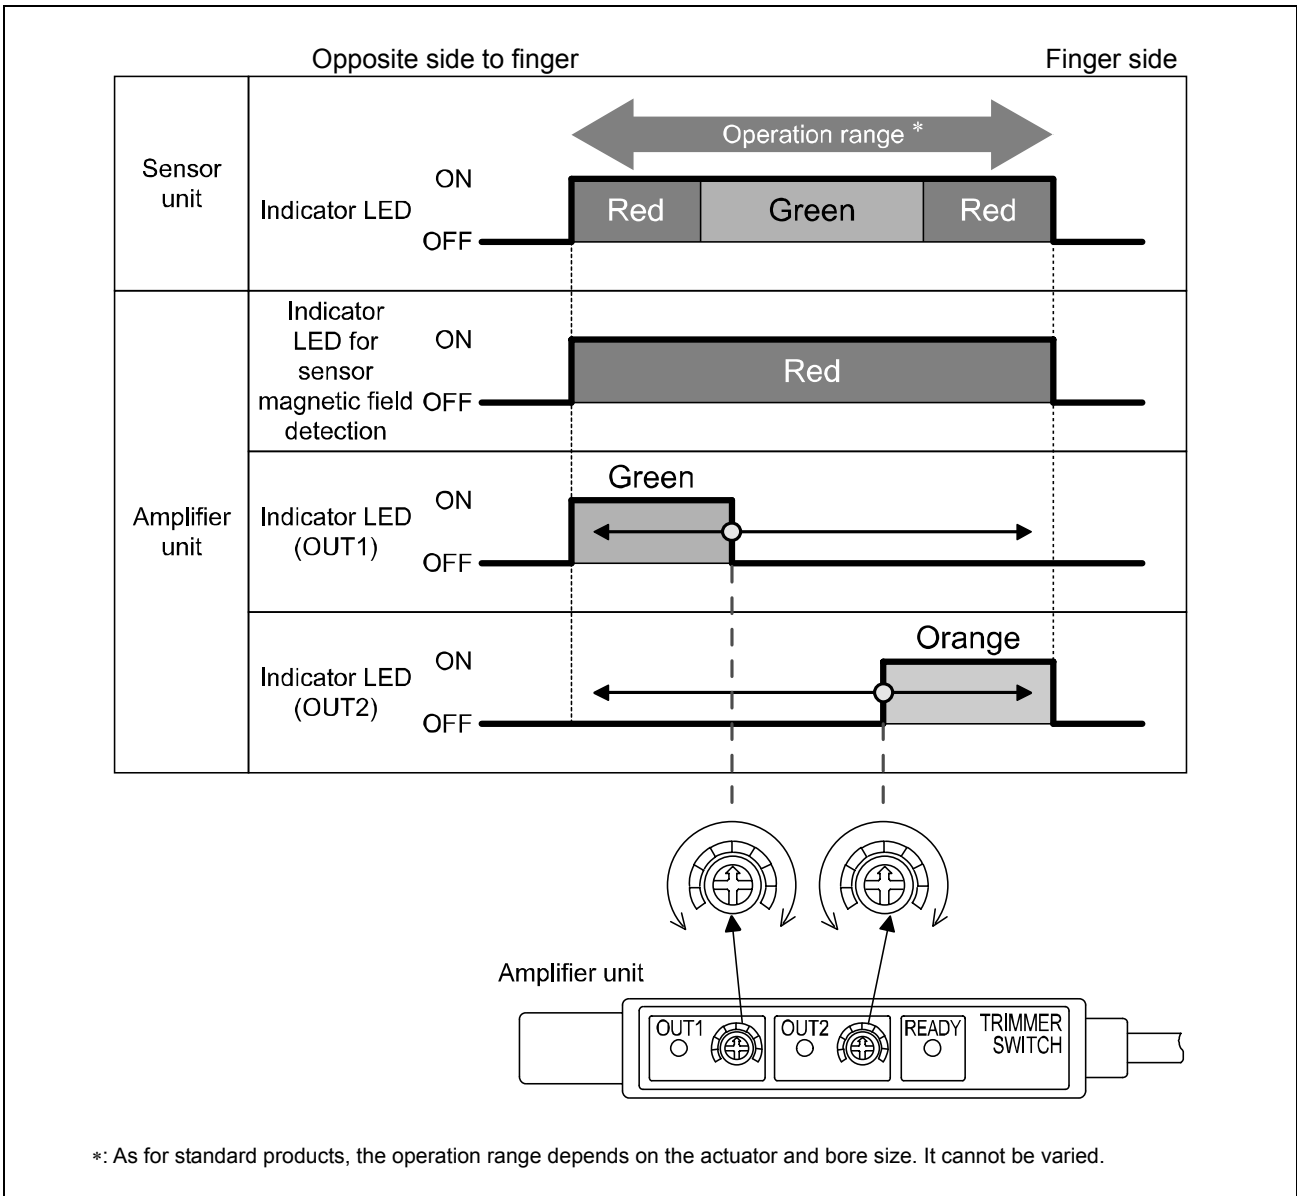 Opposite side to finger
Finger side
Operation range *
Sensor
unit
Indicator LED
ON
OFF
Red
Green
Red
Amplifier
unit
Indicator
LED for
sensor
magnetic field
detection
ON
OFF
Red
Indicator LED
(OUT1)
ON
OFF
Green
Indicator LED
(OUT2)
ON
OFF
Orange
Amplifier unit
OUT1
OUT2
READY
TRIMMER
SWITCH
*: As for standard products, the operation range depends on the actuator and bore size. It cannot be varied.